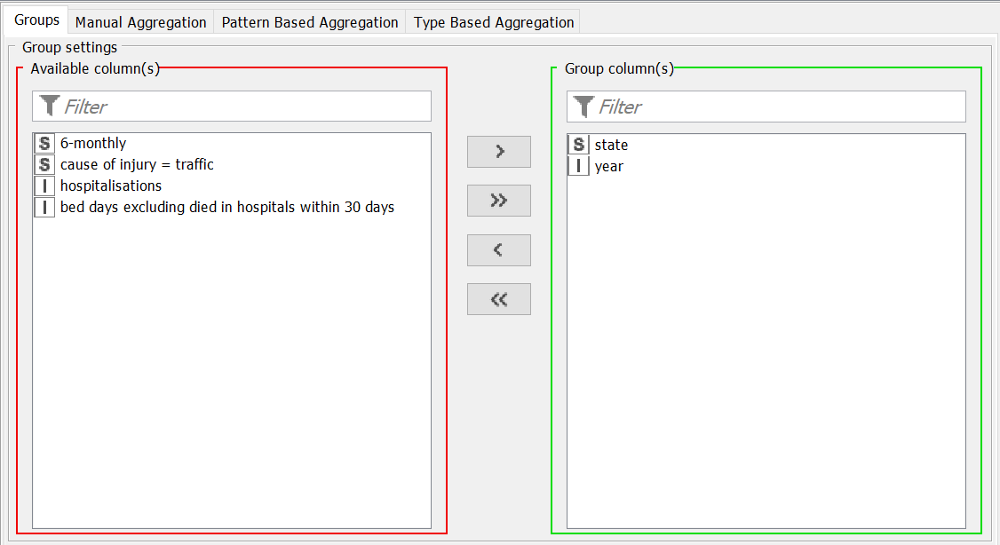 Groups
Manual Aggregation
Pattern Based Aggregation
Type Based Aggregation
Group settings
Available column(s)
Group column(s)
Filter
Filter
S 6-monthly
S cause of injury = traffic
I hospitalisations
I bed days excluding died in hospitals within 30 days
>
>>
<
<<
S state
I year